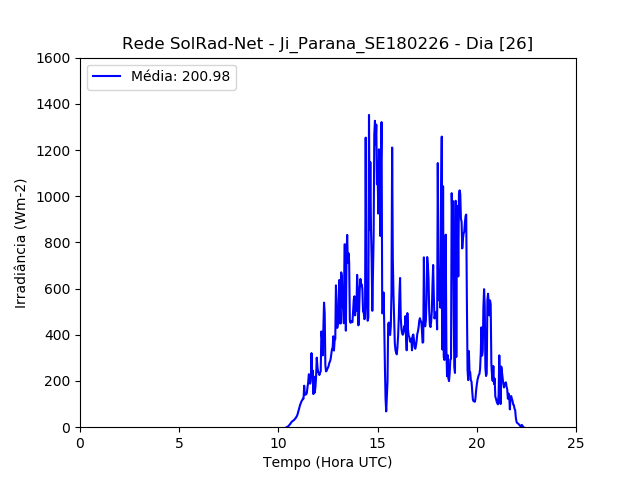 Rede SolRad-Net - Ji_Parana_SE180226 - Dia [26]
Média: 200.98
1600
1400
1200
1000
800
600
400
200
0
Irradiância (Wm-2)
0 5 10 15 20 25
Tempo (Hora UTC)